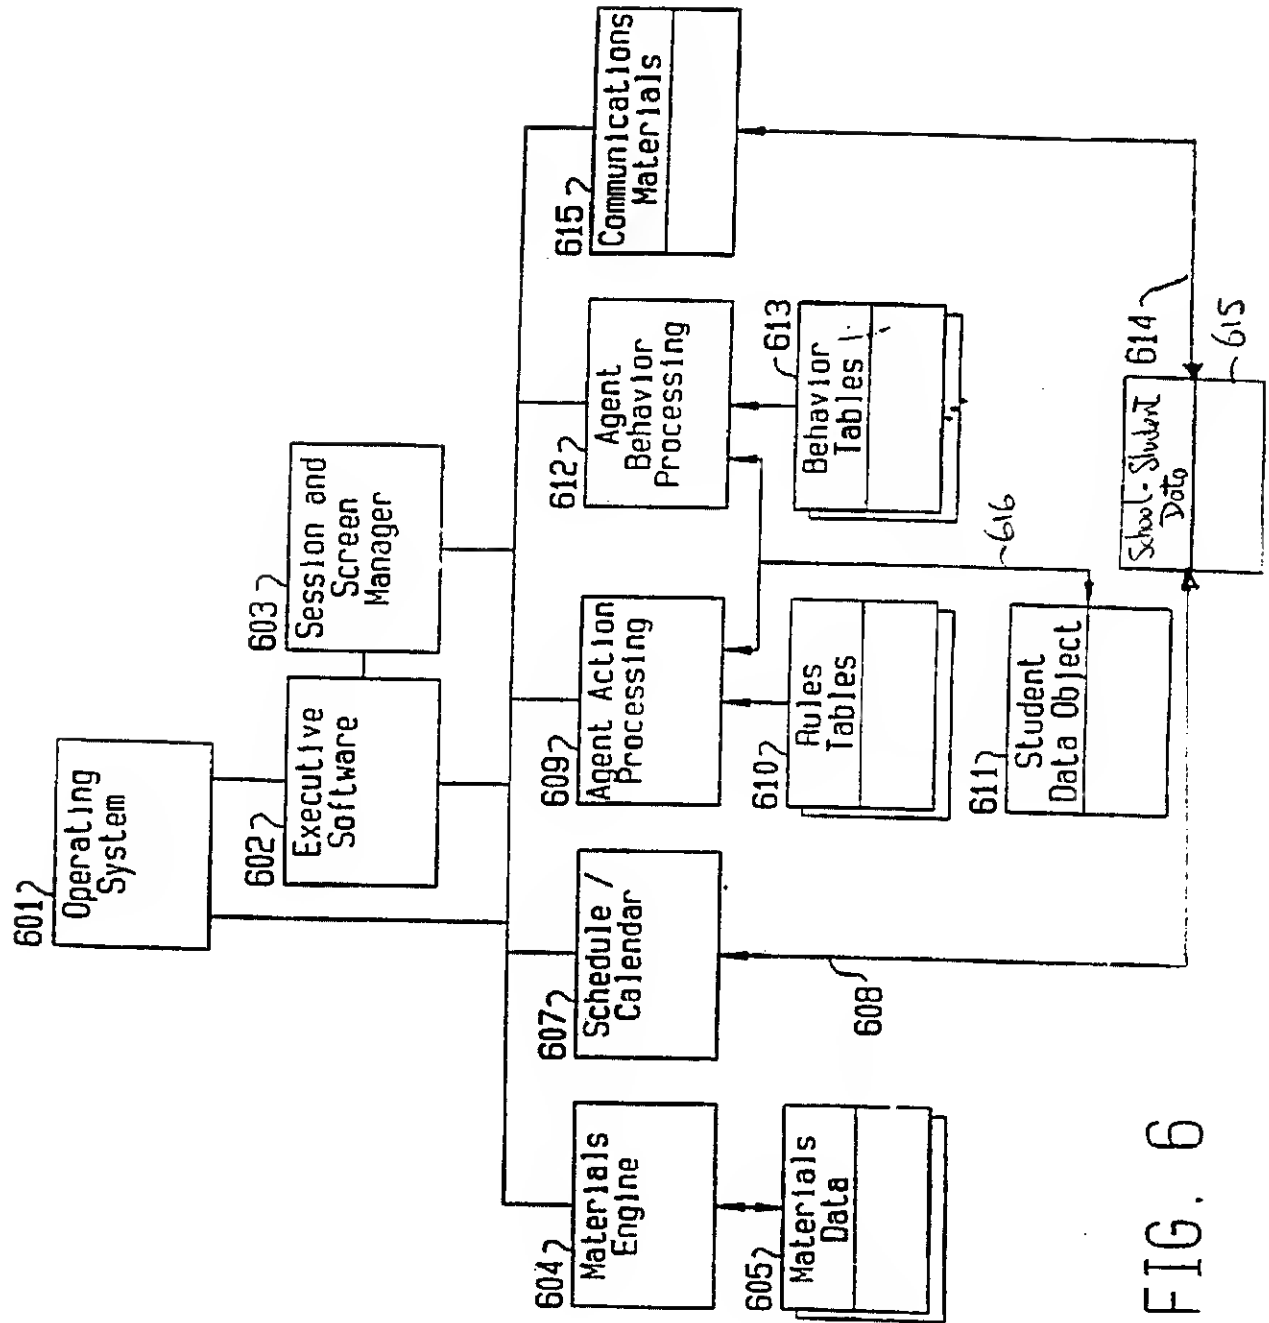 601
Operating
System
602
Executive
Software
603
Session and
Screen
Manager
604
Materials
Engine
607
Schedule /
Calendar
609
Agent Action
Processing
612
Agent
Behavior
Processing
615
Communications
Materials
605
Materials
Data
608
610
Rules
Tables
613
Behavior
Tables
611
Student
Data Object
616
614
School-Student
Data
615
FIG. 6